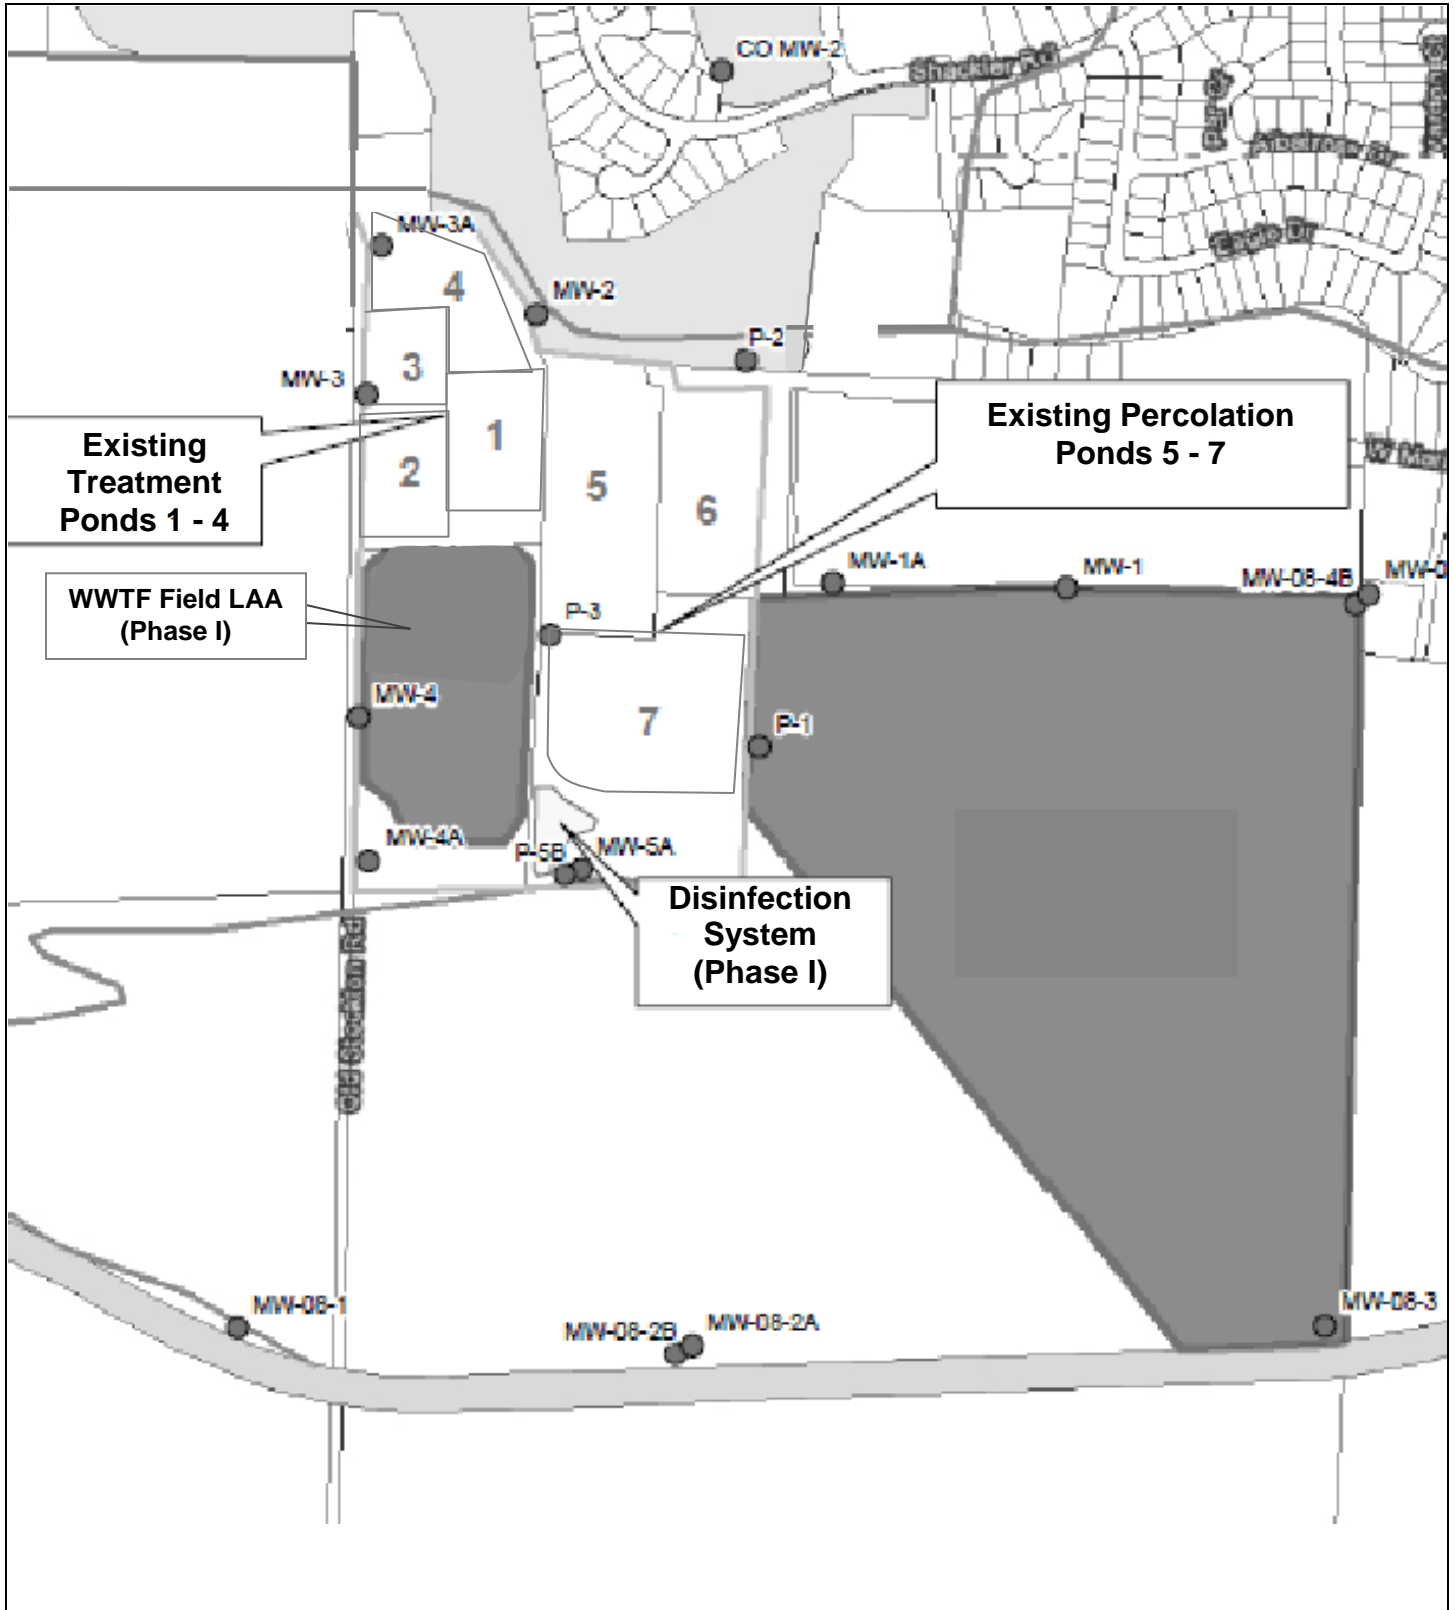 CO MW-2
Shackler Rd
Eagle Dr
MW-3A
4
MW-2
P-2
3
MW-3
1
2
5
6
Existing
Treatment
Ponds 1 - 4
Existing Percolation
Ponds 5 - 7
W Mar
MW-1A
MW-1
MW-08-4B
MW-0
WWTF Field LAA
(Phase I)
P-3
MW-4
7
P-1
MW-4A
P-5B
MW-5A
Disinfection
System
(Phase I)
Old Stockton Rd
MW-08-1
MW-08-2B
MW-08-2A
MW-08-3